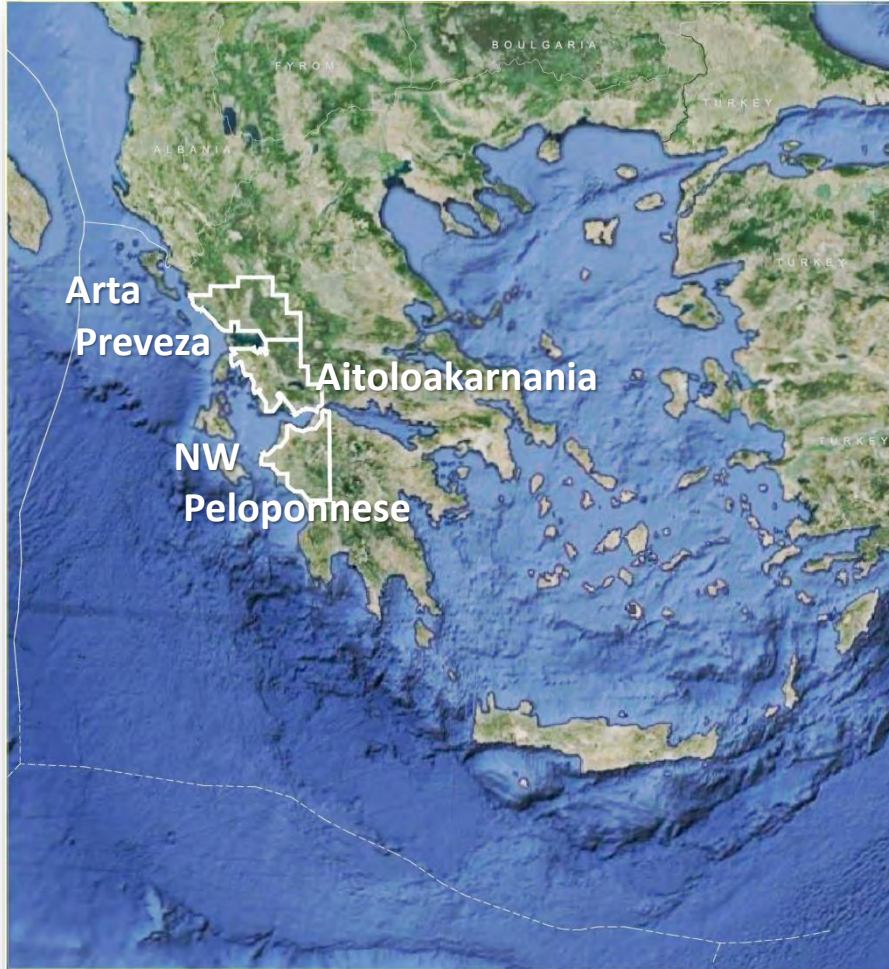 BOULGARIA
FYROM
TURKEY
ALBANIA
TURKEY
Arta
Preveza
Aitoloakarnania
TURKEY
NW
Peloponnese